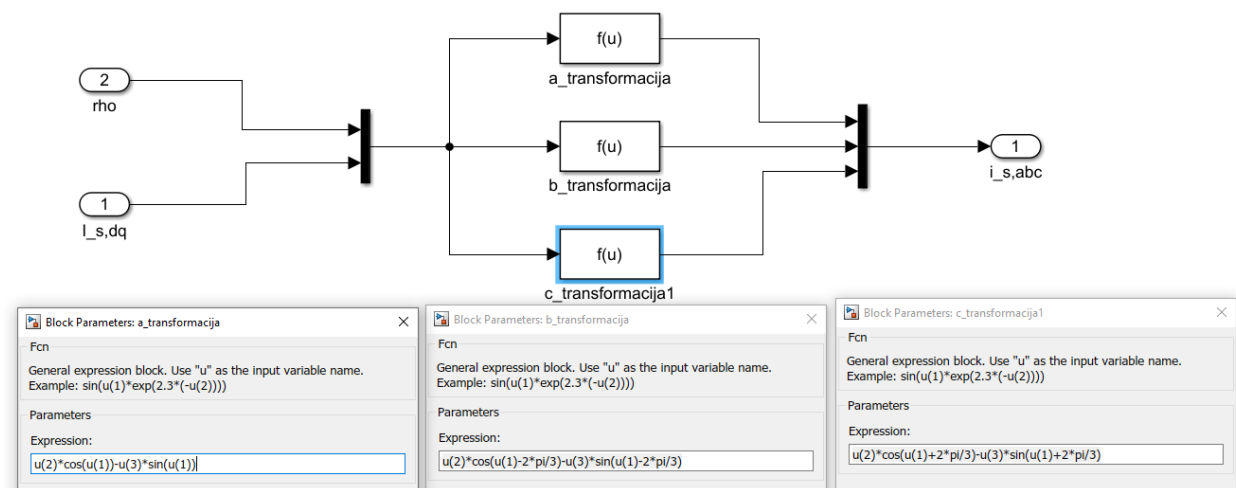 f(u)
a_transformacija
2
rho
f(u)
b_transformacija
1
i_s,abc
1
I_s,dq
f(u)
c_transformacija1
Block Parameters: a_transformacija
Fcn
General expression block. Use "u" as the input variable name.
Example: sin(u(1)*exp(2.3*(-u(2))))
Parameters
Expression:
u(2)*cos(u(1))-u(3)*sin(u(1))
Block Parameters: b_transformacija
Fcn
General expression block. Use "u" as the input variable name.
Example: sin(u(1)*exp(2.3*(-u(2))))
Parameters
Expression:
u(2)*cos(u(1)-2*pi/3)-u(3)*sin(u(1)-2*pi/3)
Block Parameters: c_transformacija1
Fcn
General expression block. Use "u" as the input variable name.
Example: sin(u(1)*exp(2.3*(-u(2))))
Parameters
Expression:
u(2)*cos(u(1)+2*pi/3)-u(3)*sin(u(1)+2*pi/3)